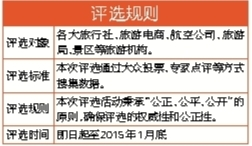 评选规则
评选对象
各大旅行社、旅游电商、航空公司、旅游
局、景区等旅游机构。
评选标准
本次评选通过大众投票、专家点评等方式
搜集数据。
评选规则
本次评选活动秉承“公正、公平、公开”的
原则,确保评选的权威性和公正性。
评选时间
即日起至2015年1月底